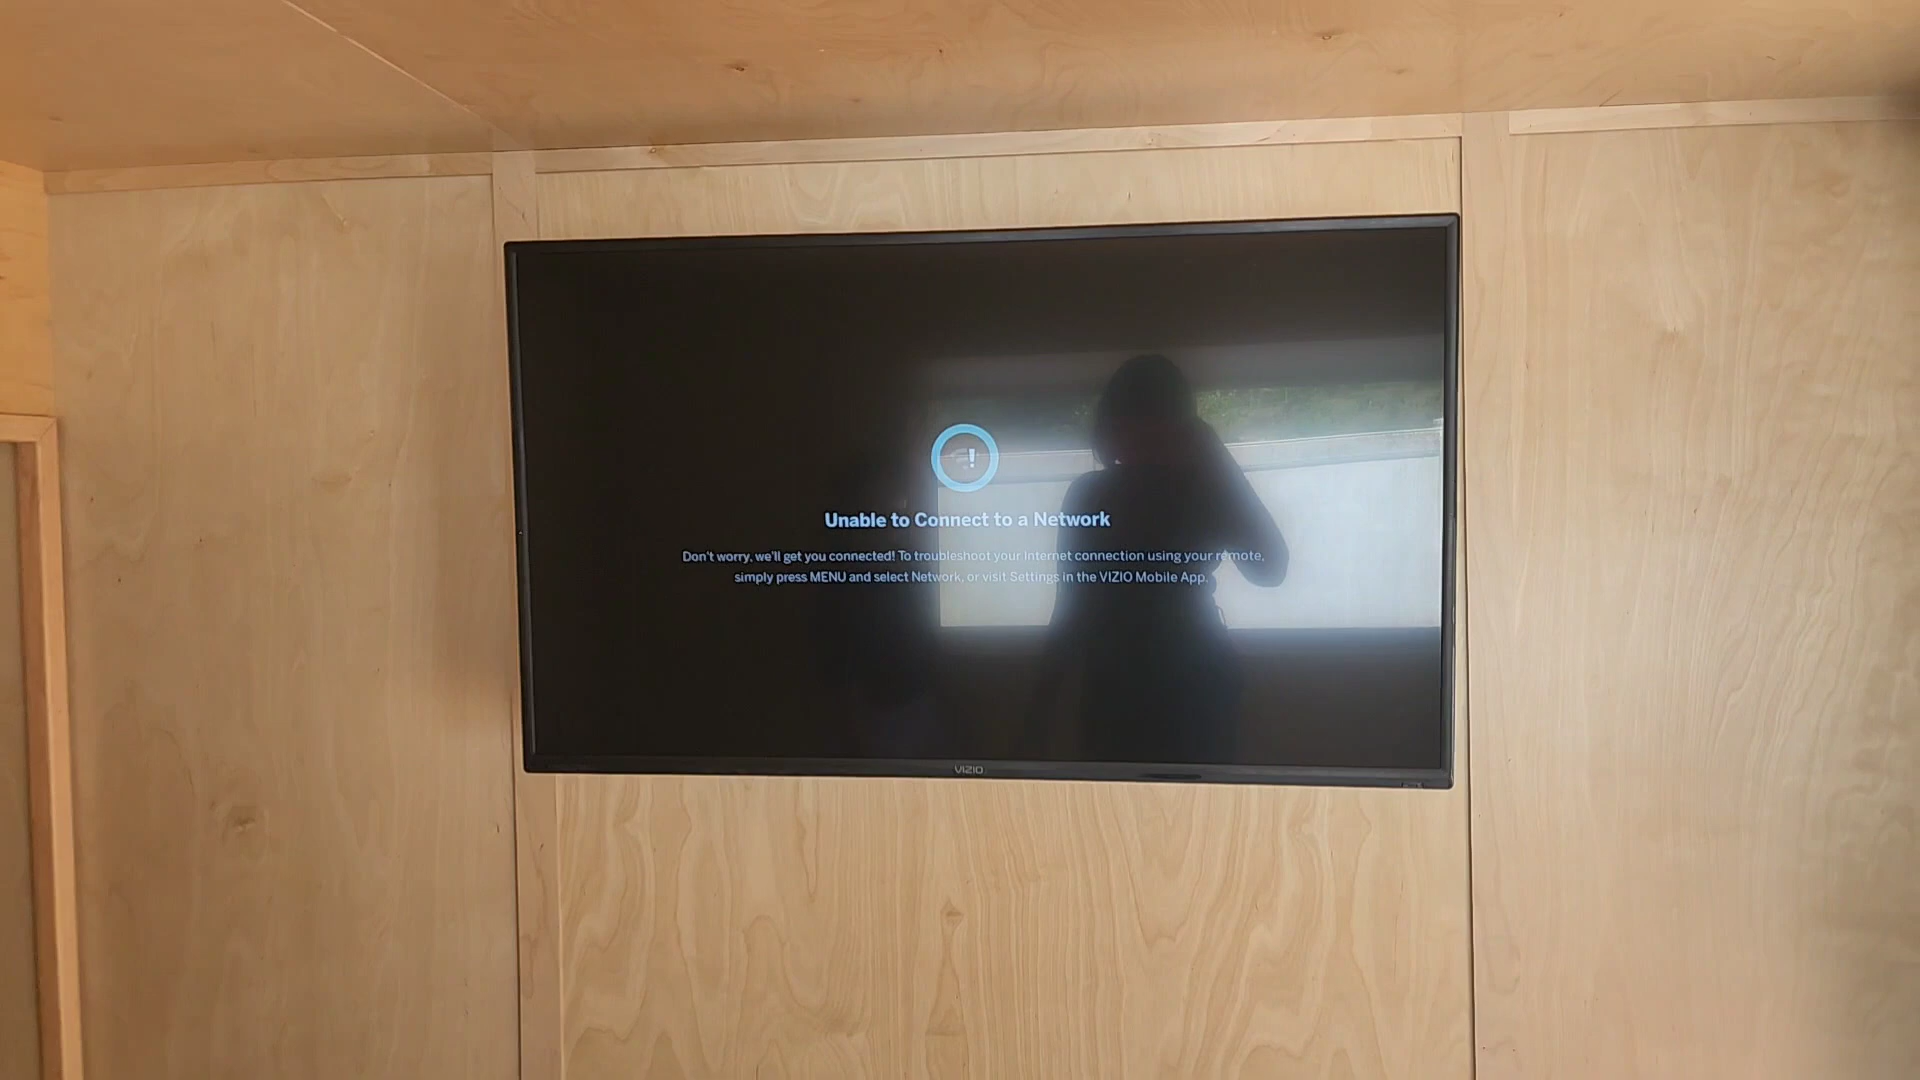 Unable to Connect to a Network
Don't worry, we'll get you connected! To troubleshoot your Internet connection using your remote,
simply press MENU and select Network, or visit Settings in the VIZIO Mobile App.
VIZIO